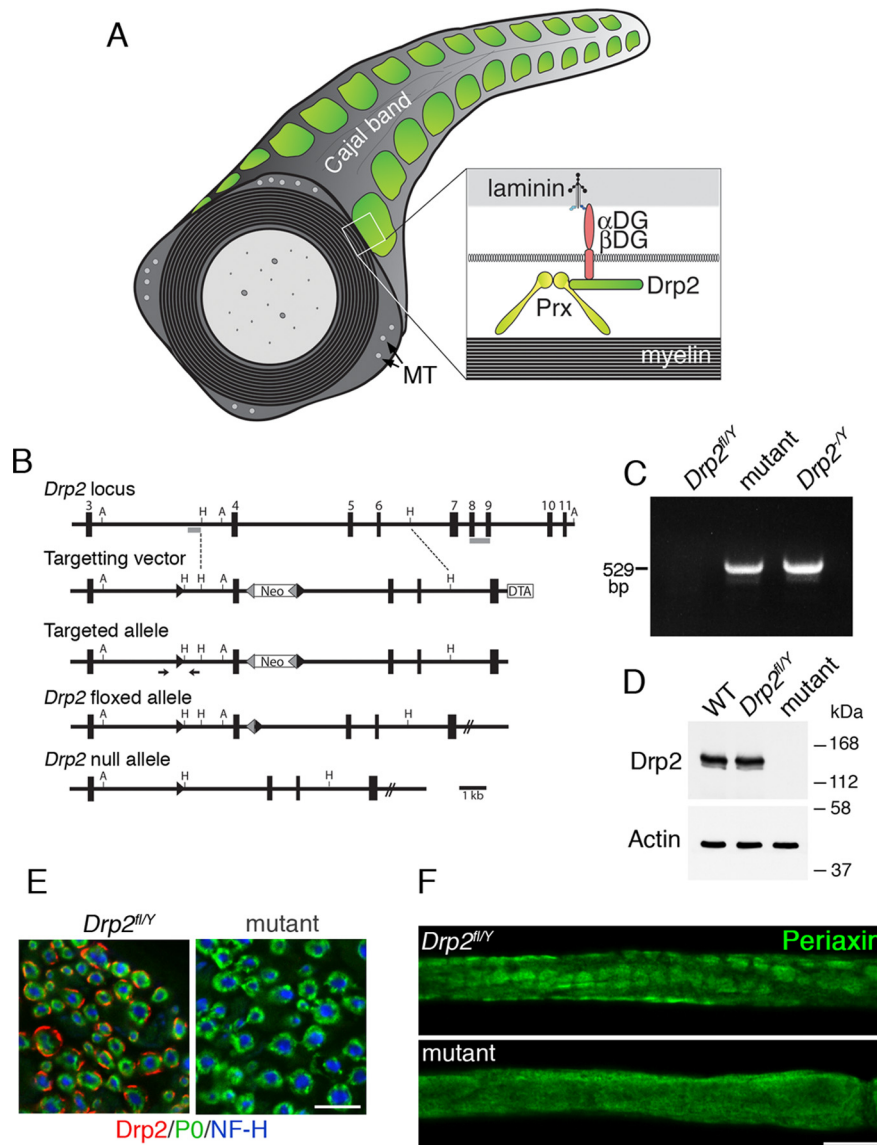 A
Cajal band
laminin
αDG
βDG
Drp2
Prx
myelin
MT
B
Drp2 locus
3 A H A 4 5 6 H 7 8 9 10 11 A
Targetting vector
H H A Neo H DTA
Targeted allele
A H H A Neo H
Drp2 floxed allele
A H H A H
Drp2 null allele
A H H
1 kb
C
Drp2fl/Y mutant Drp2-/Y
529
bp
D
WT Drp2fl/Y mutant
kDa
Drp2
168
112
58
Actin
37
E
Drp2fl/Y mutant
Drp2/P0/NF-H
F
Drp2fl/Y Periaxin
mutant